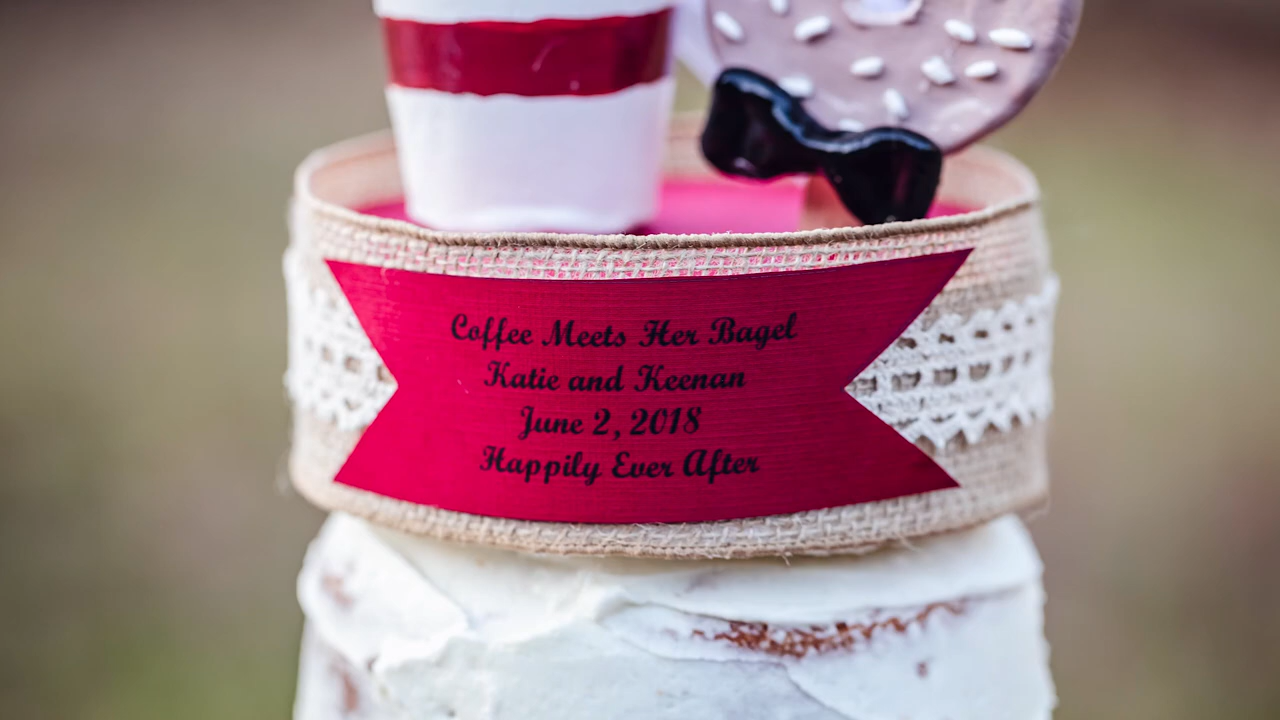 Coffee Meets Her Bagel
Katie and Keenan
June 2, 2018
Happily Ever After